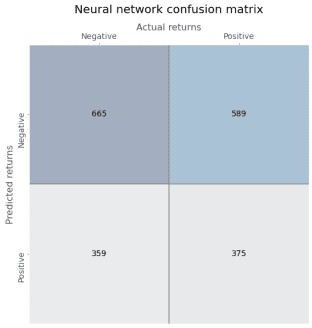 Neural network confusion matrix
Actual returns
Negative Positive
Predicted returns
Negative
665 589
Positive
359 375